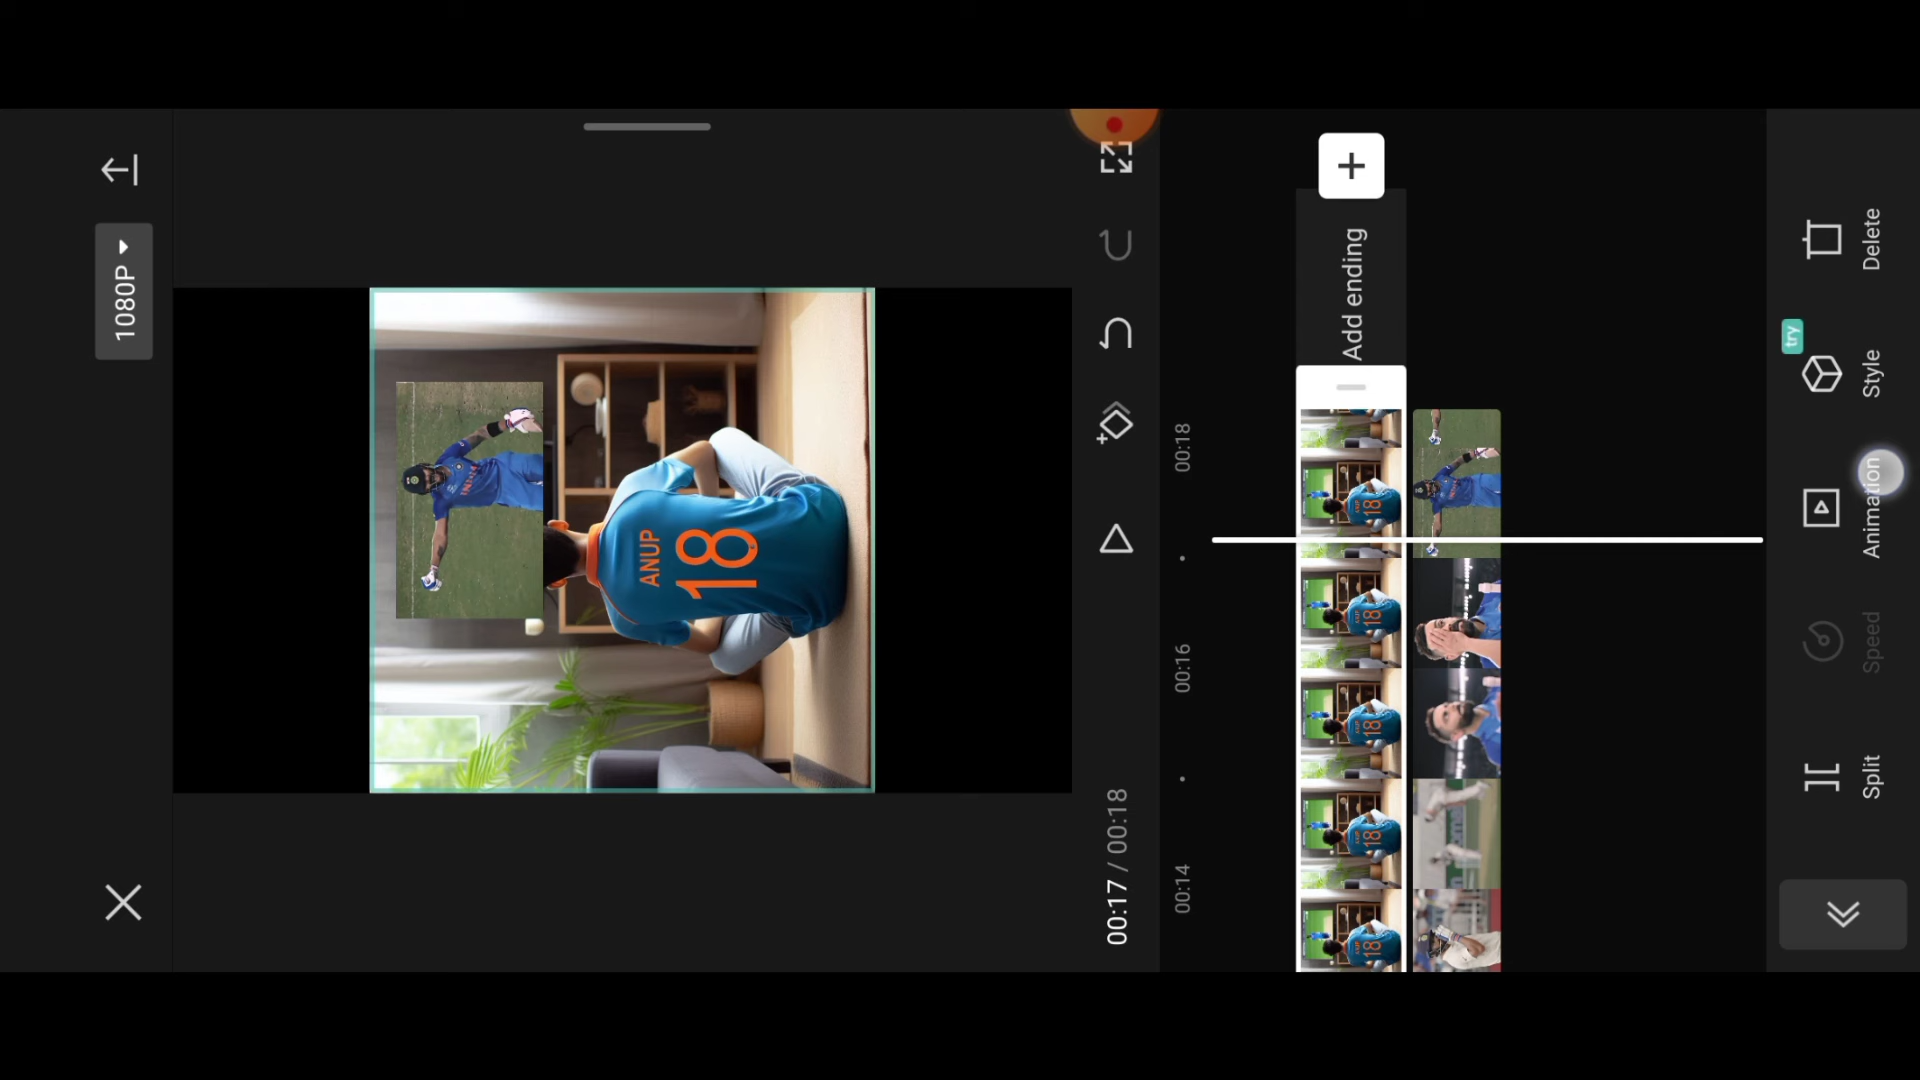 1080P
ANUP
18
INDIA
00:17 / 00:18
00:14
00:16
00:18
Add ending
Split
Speed
Animation
Style
try
Delete